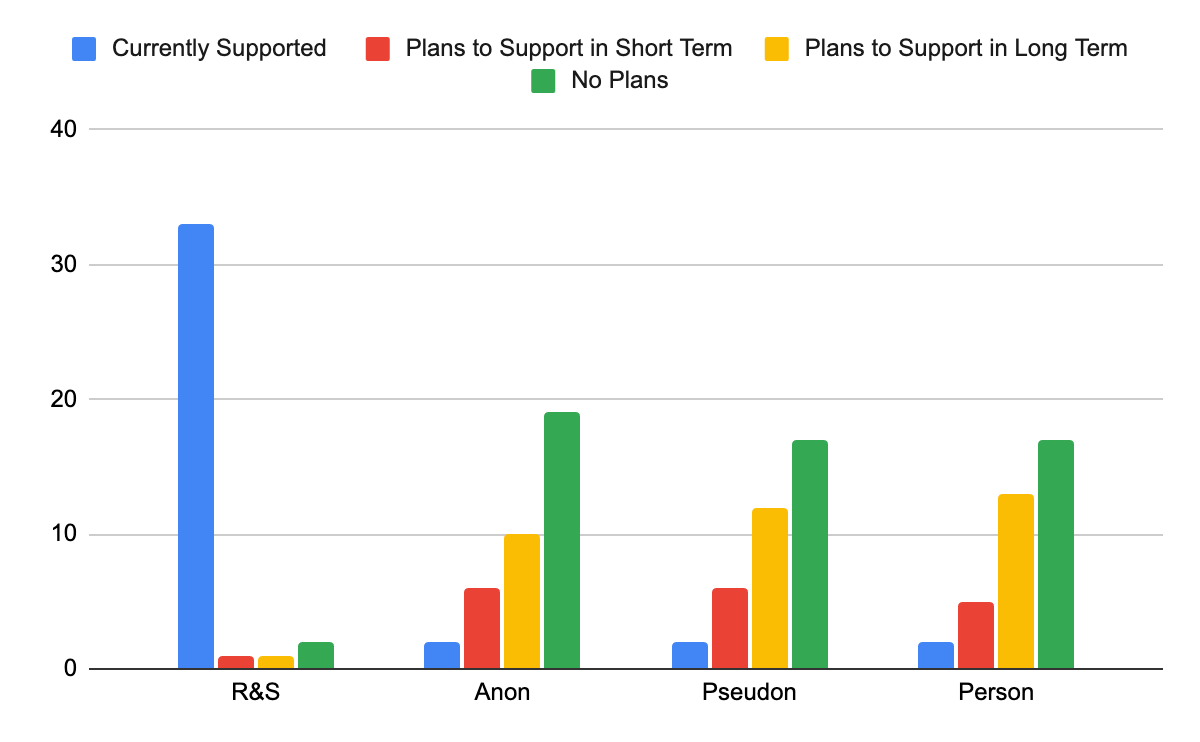 Currently Supported Plans to Support in Short Term Plans to Support in Long Term
No Plans
40
30
20
10
0
R&S Anon Pseudon Person